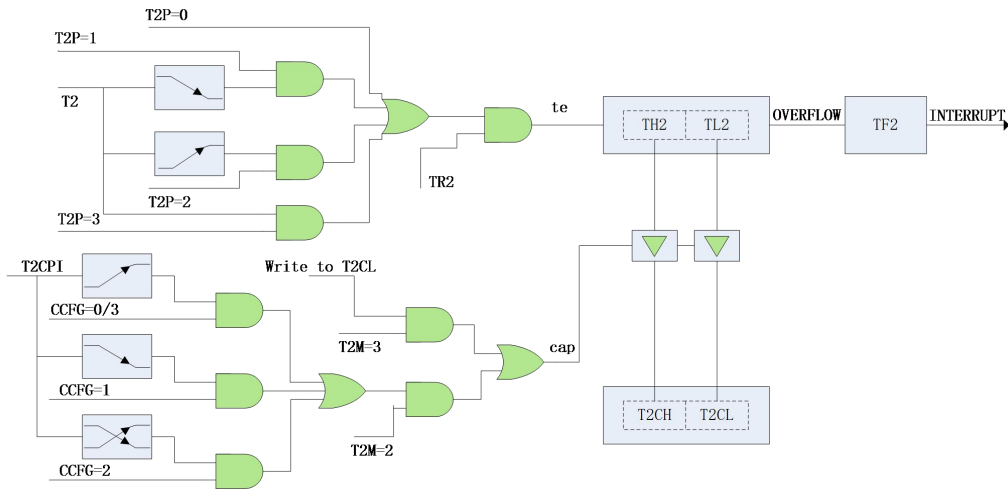 T2P=0
T2P=1
T2
te
TH2
TL2
OVERFLOW
TF2
INTERRUPT
TR2
T2P=2
T2P=3
T2CPI
Write to T2CL
CCFG=0/3
T2M=3
cap
CCFG=1
T2CH
T2CL
T2M=2
CCFG=2